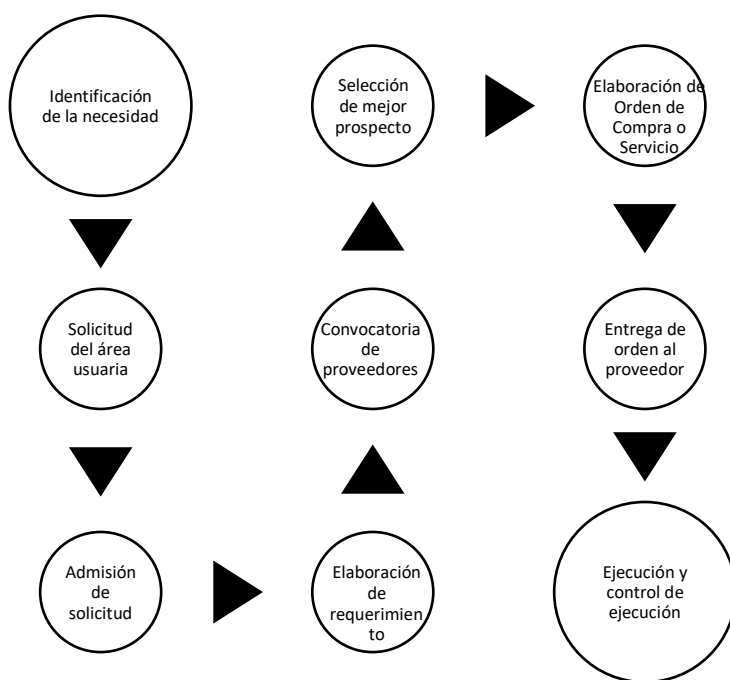 Identificación
de la necesidad
Solicitud
del área
usuaria
Admisión
de
solicitud
Elaboración
de
requerimien
to
Convocatoria
de
proveedores
Selección
de mejor
prospecto
Elaboración de
Orden de
Compra o
Servicio
Entrega de
orden al
proveedor
Ejecución y
control de
ejecución